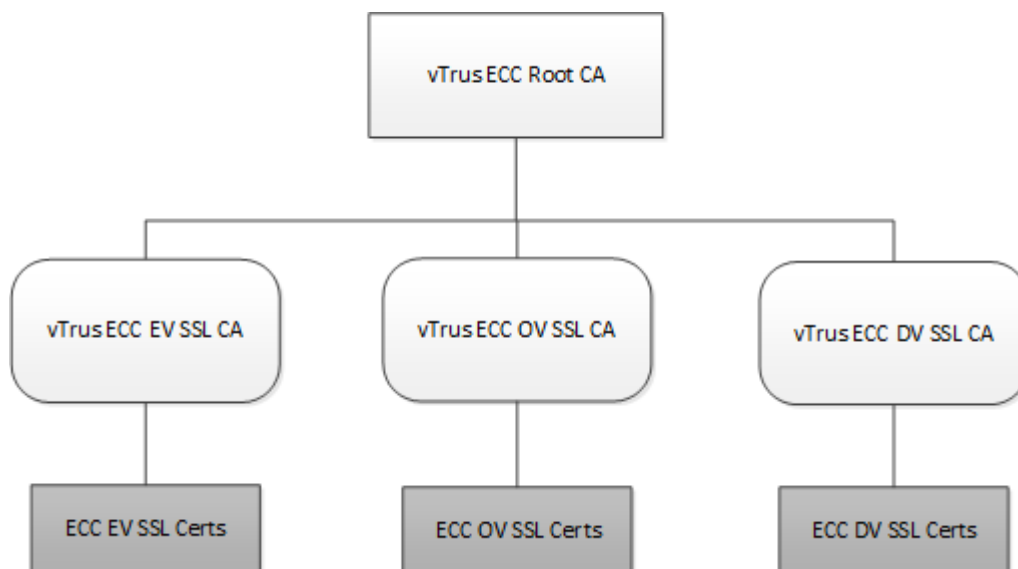 vTrus ECC Root CA
vTrus ECC EV SSL CA
vTrus ECC OV SSL CA
vTrus ECC DV SSL CA
ECC EV SSL Certs
ECC OV SSL Certs
ECC DV SSL Certs